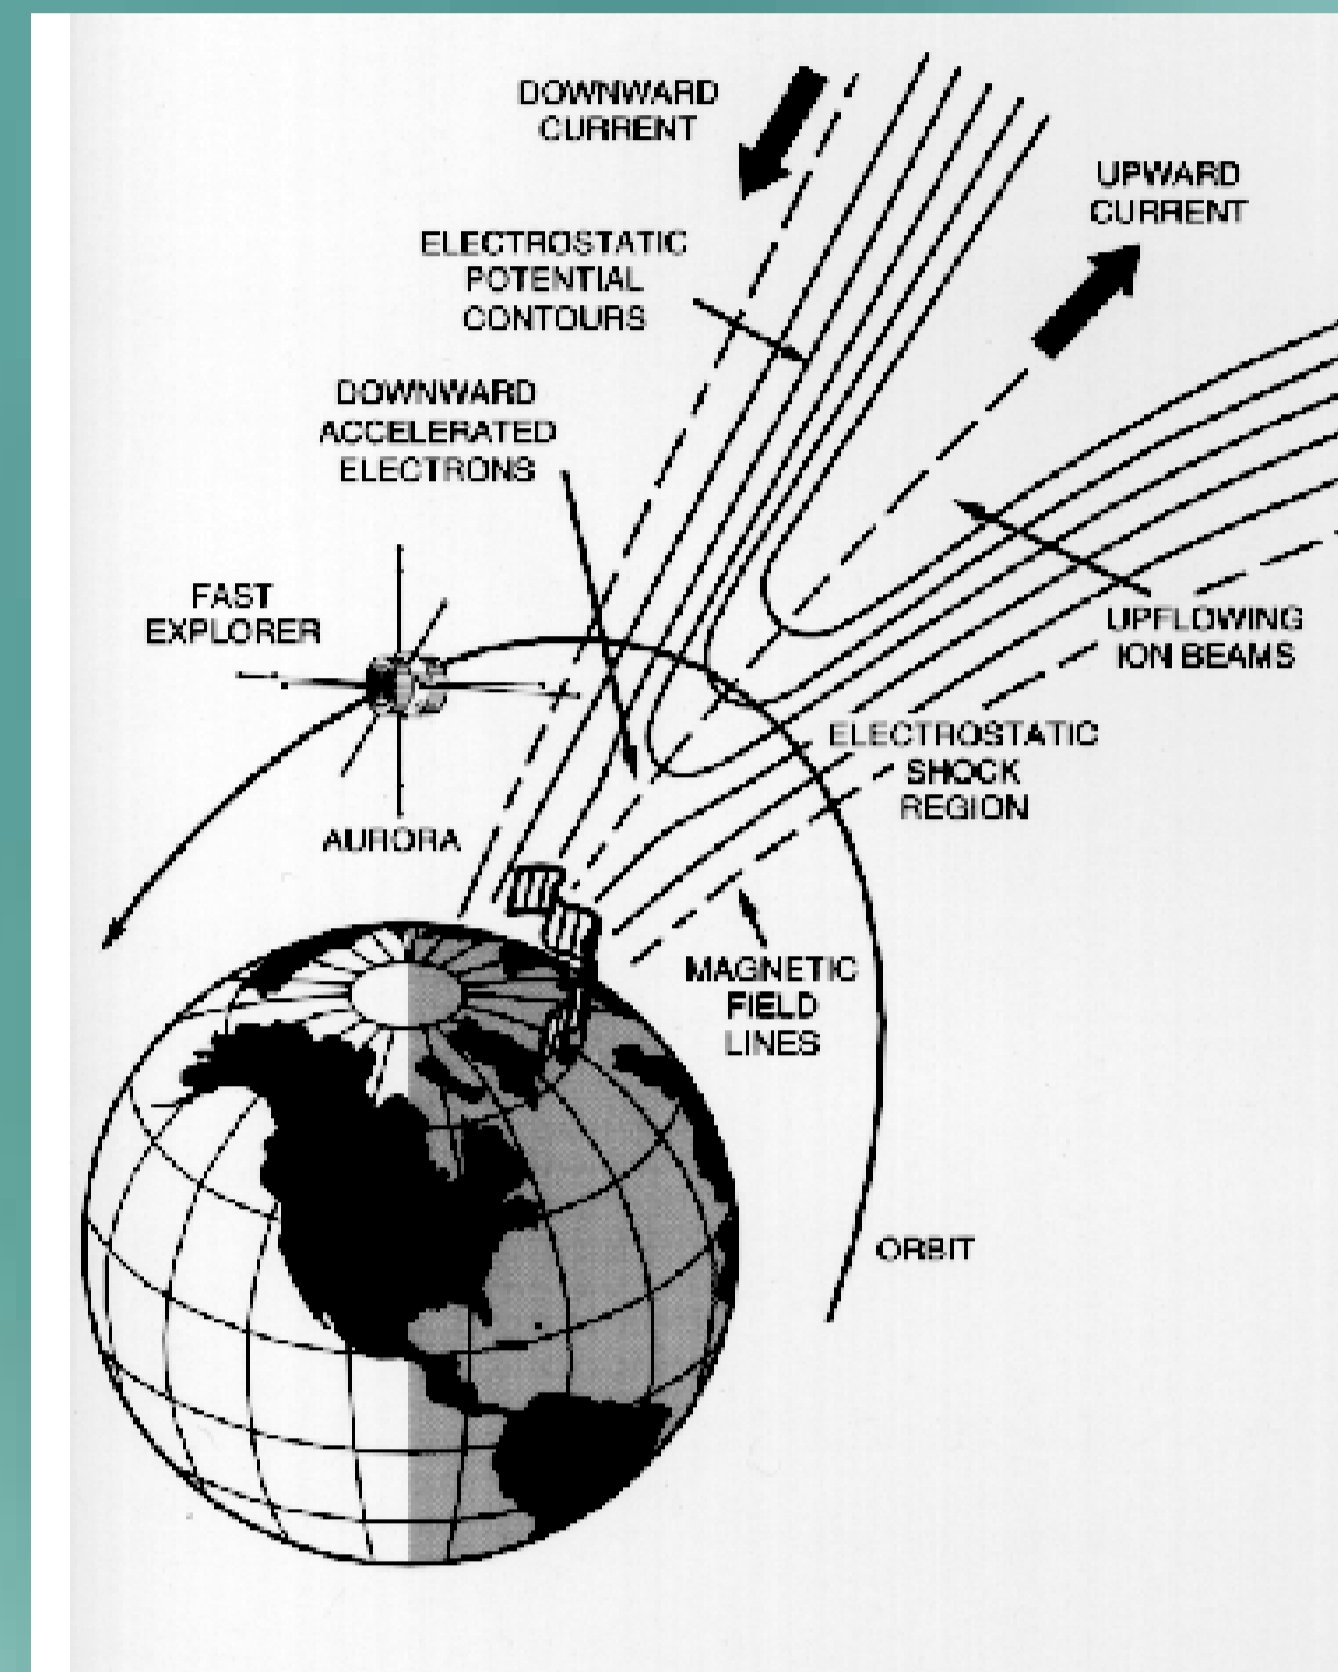 DOWNWARD
CURRENT
UPWARD
CURRENT
ELECTROSTATIC
POTENTIAL
CONTOURS
DOWNWARD
ACCELERATED
ELECTRONS
FAST
EXPLORER
UPFLOWING
ION BEAMS
ELECTROSTATIC
SHOCK
REGION
AURORA
MAGNETIC
FIELD
LINES
ORBIT